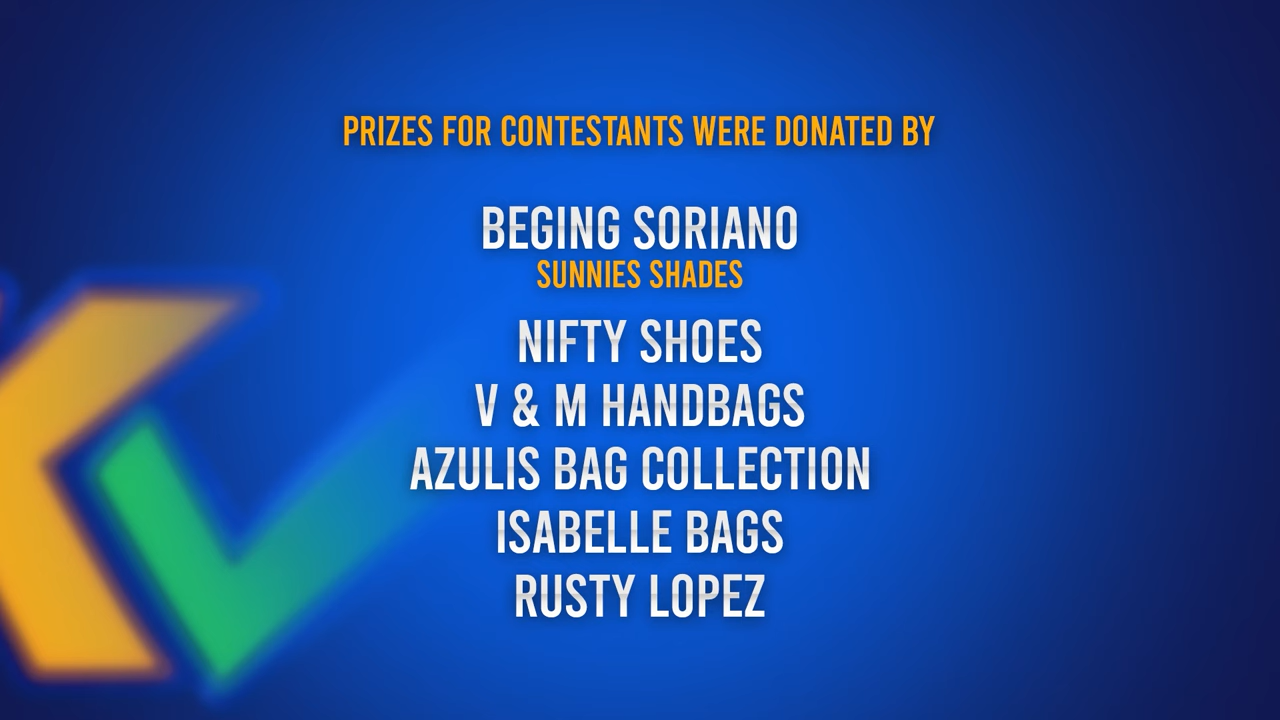 PRIZES FOR CONTESTANTS WERE DONATED BY
BEGING SORIANO
SUNNIES SHADES
NIFTY SHOES
V & M HANDBAGS
AZULIS BAG COLLECTION
ISABELLE BAGS
RUSTY LOPEZ